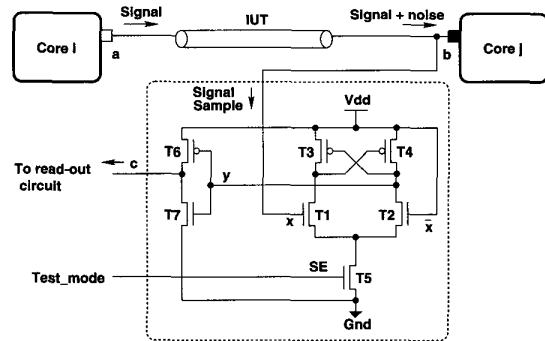 Signal
IUT
Signal + noise
Core i
a
b
Core j
Signal
Sample
Vdd
T6
T3
T4
c
To read-out
circuit
y
T7
x
T1
T2
x̄
Test_mode
SE
T5
Gnd